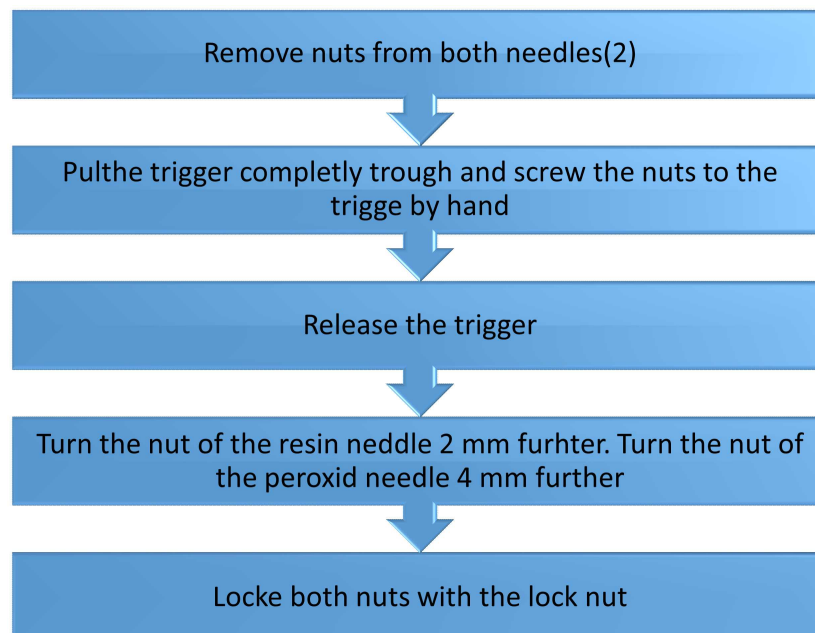 Remove nuts from both needles(2)
Pulthe trigger completly trough and screw the nuts to the
trigge by hand
Release the trigger
Turn the nut of the resin neddle 2 mm furhter. Turn the nut of
the peroxid needle 4 mm further
Locke both nuts with the lock nut